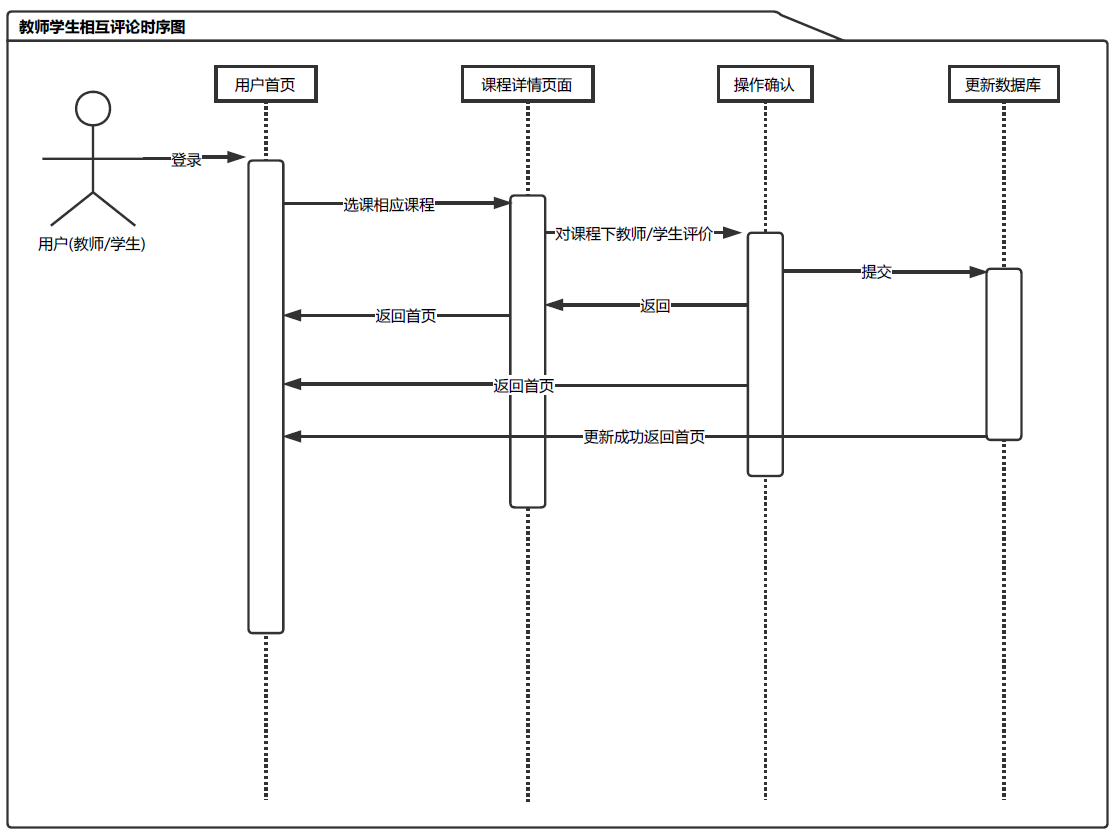 教师学生相互评论时序图
用户首页
课程详情页面
操作确认
更新数据库
登录
选课相应课程
对课程下教师/学生评价
用户(教师/学生)
提交
返回
返回首页
返回首页
更新成功返回首页